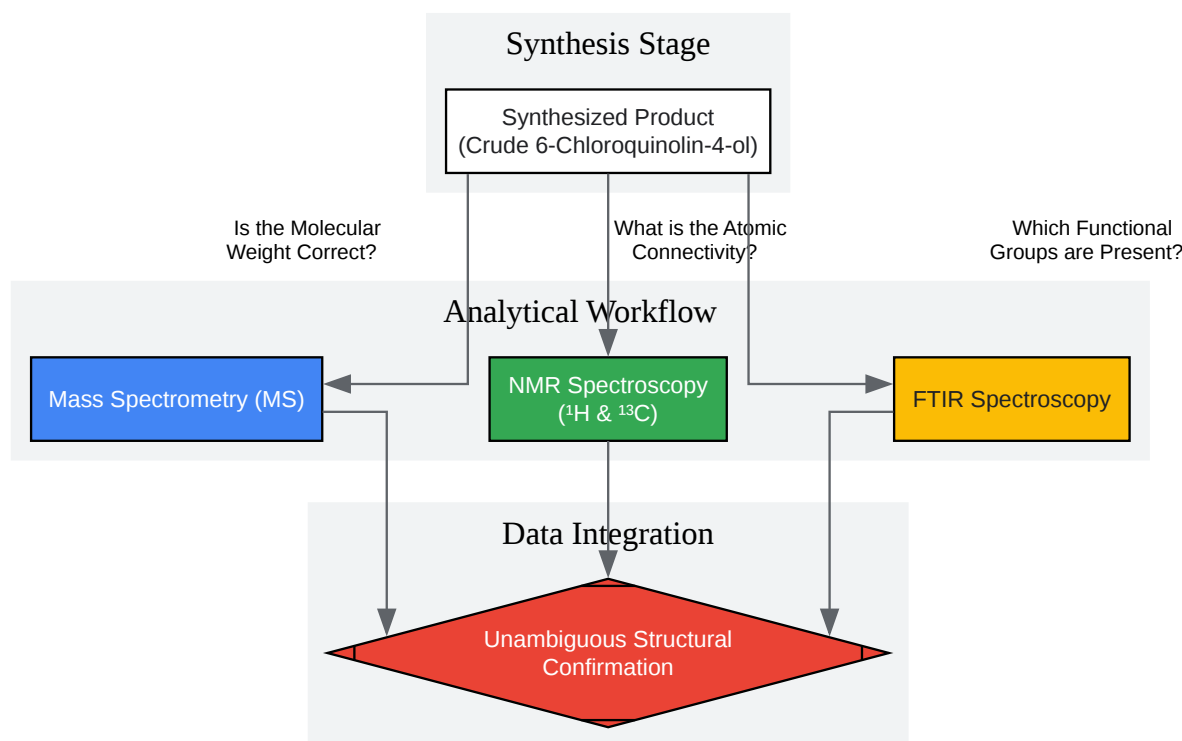 Synthesis Stage
Synthesized Product
(Crude 6-Chloroquinolin-4-ol)
Is the Molecular
Weight Correct?
What is the Atomic
Connectivity?
Which Functional
Groups are Present?
Analytical Workflow
Mass Spectrometry (MS)
NMR Spectroscopy
(¹H & ¹³C)
FTIR Spectroscopy
Data Integration
Unambiguous Structural
Confirmation